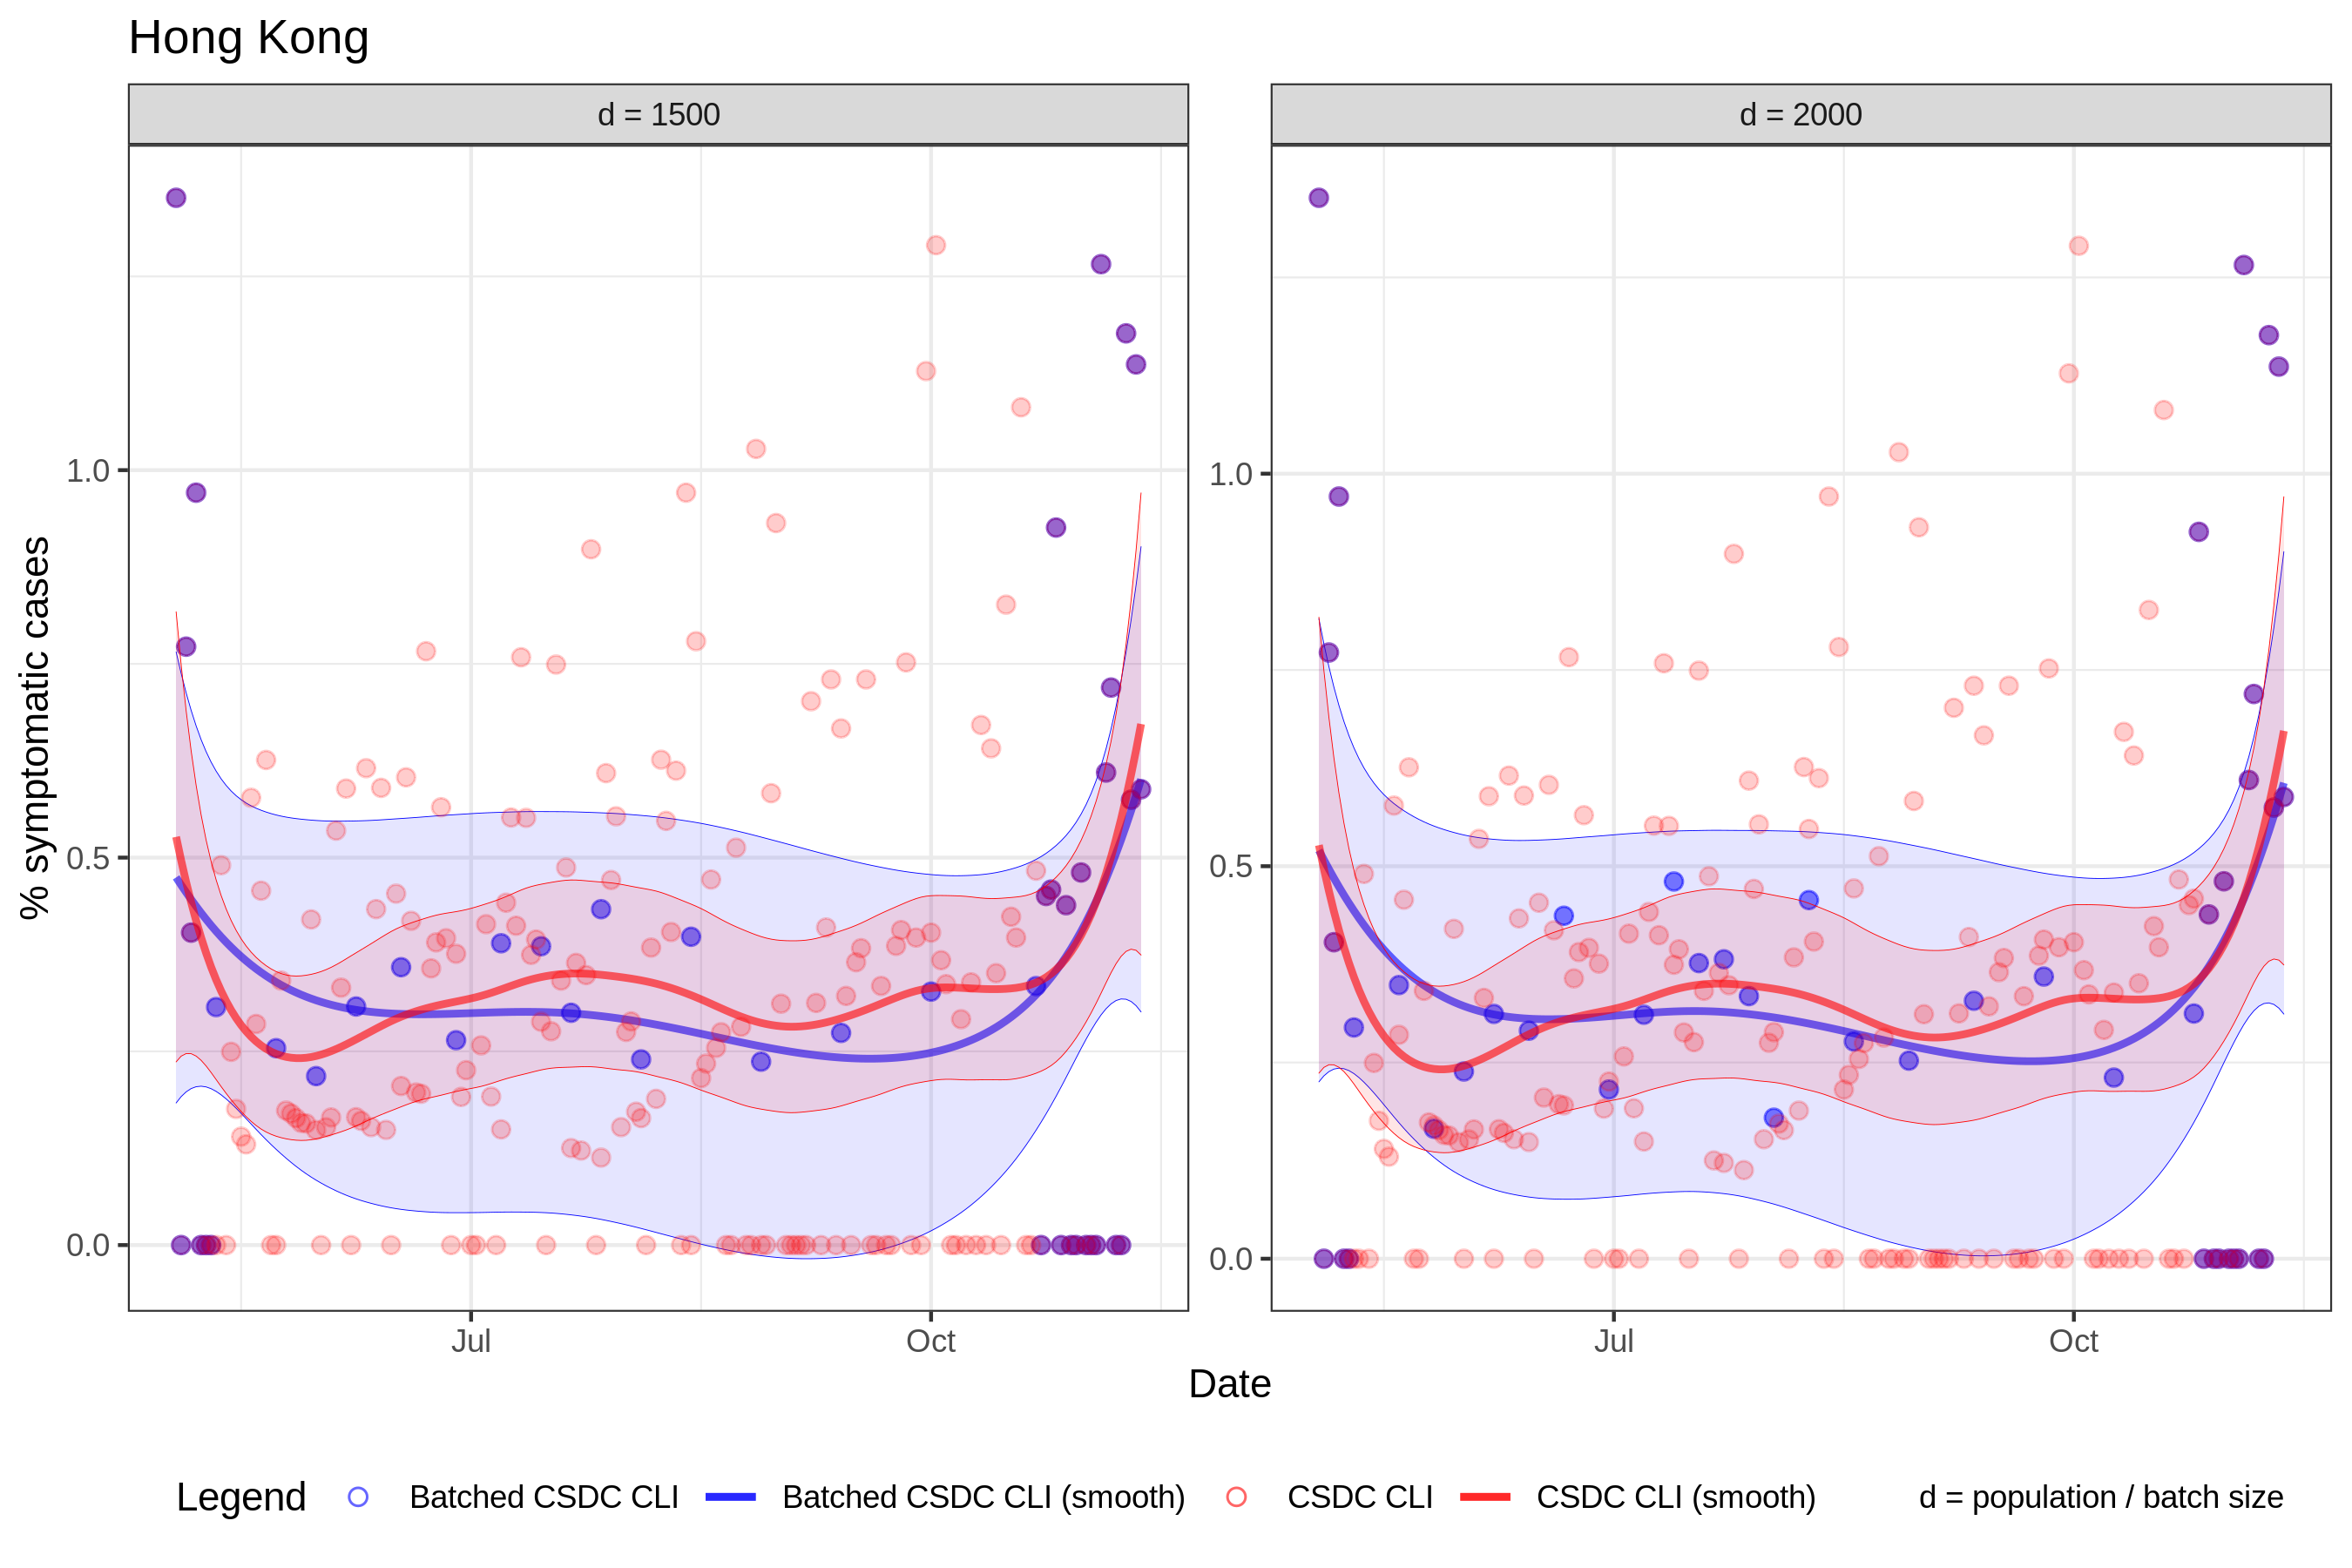 Hong Kong
d = 1500
d = 2000
% symptomatic cases
1.0
0.5
0.0
1.0
0.5
0.0
Jul
Oct
Jul
Oct
Date
Legend
Batched CSDC CLI
Batched CSDC CLI (smooth)
CSDC CLI
CSDC CLI (smooth)
d = population / batch size